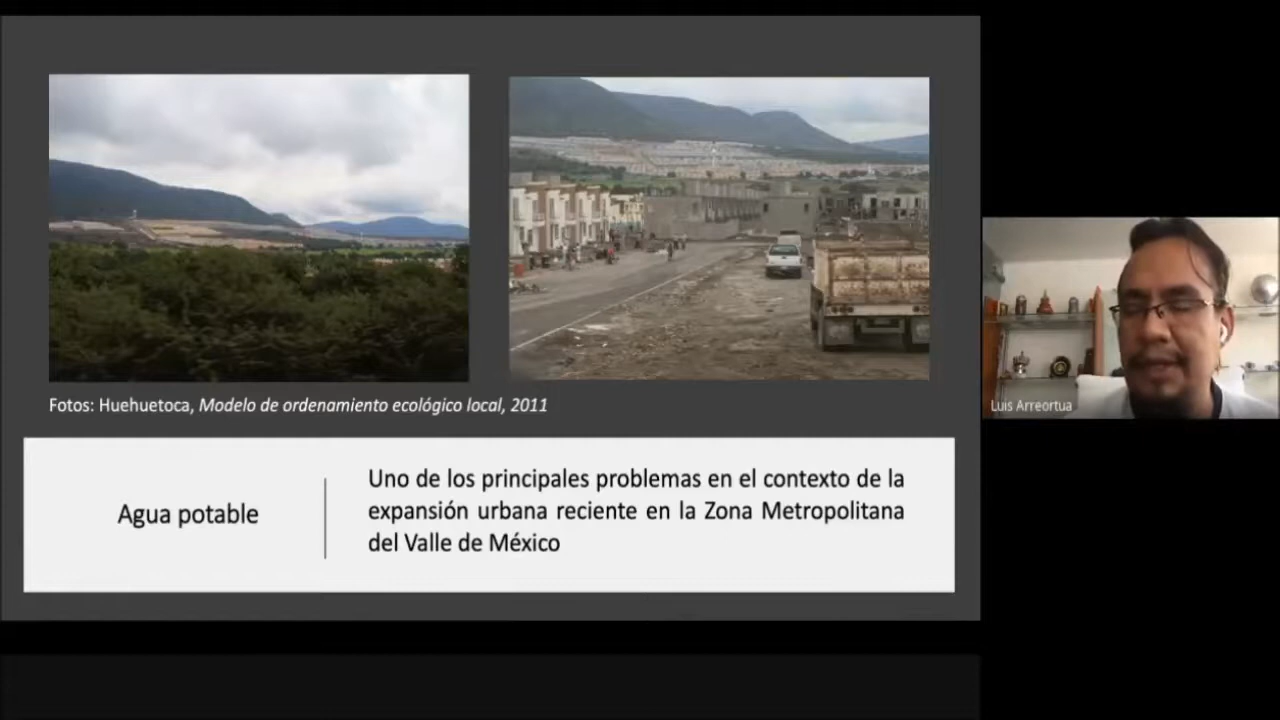 Fotos: Huehuetoca, Modelo de ordenamiento ecológico local, 2011
Agua potable
Uno de los principales problemas en el contexto de la
expansión urbana reciente en la Zona Metropolitana
del Valle de México
Luis Arreortua